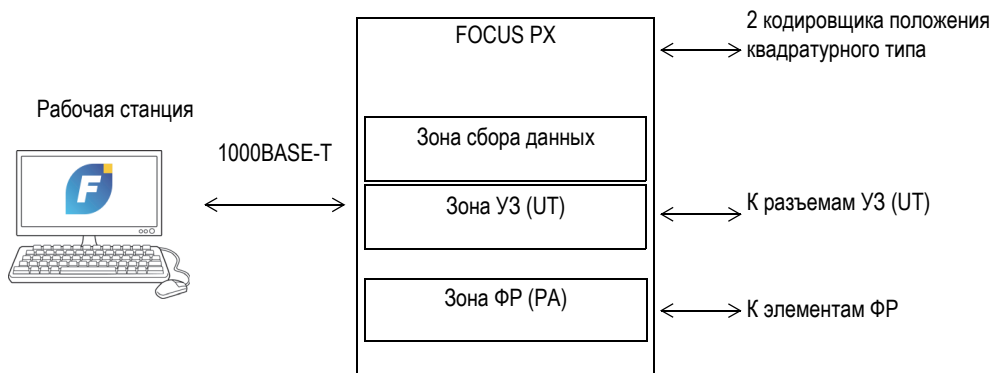 FOCUS PX
2 кодировщика положения
квадратурного типа
Рабочая станция
1000BASE-T
Зона сбора данных
Зона УЗ (UT)
К разъемам УЗ (UT)
Зона ФР (PA)
К элементам ФР
F